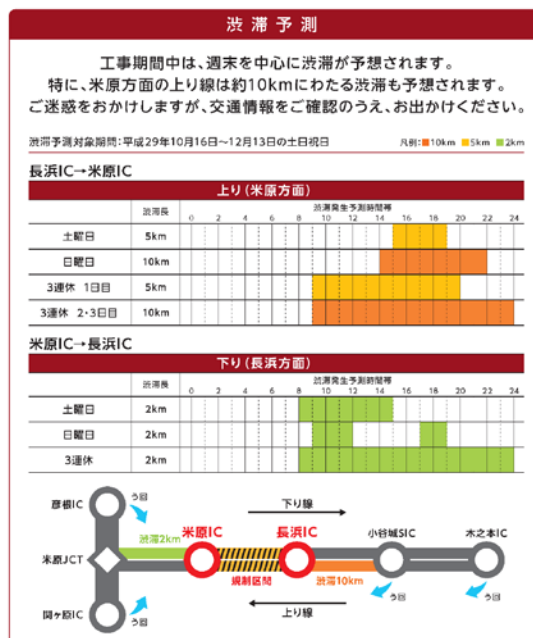 渋滞予測
工事期間中は、週末を中心に渋滞が予想されます。
特に、米原方面の上り線は約10kmにわたる渋滞も予想されます。
ご迷惑をおかけしますが、交通情報をご確認のうえ、お出かけください。
渋滞予測対象期間:平成29年10月16日～12月13日の土日祝日 凡例:■10km ■5km ■2km
長浜IC→米原IC
上り(米原方面)
渋滞長 渋滞発生予測時間帯
0 2 4 6 8 10 12 14 16 18 20 22 24
土曜日 5km
日曜日 10km
3連休 1日目 5km
3連休 2・3日目 10km
米原IC→長浜IC
下り(長浜方面)
渋滞長 渋滞発生予測時間帯
0 2 4 6 8 10 12 14 16 18 20 22 24
土曜日 2km
日曜日 2km
3連休 2km
彦根IC う回 下り線
渋滞2km 米原IC 長浜IC 小谷城SIC 木之本IC
米原JCT
規制区間 渋滞10km
う回 う回
関ヶ原IC う回 上り線